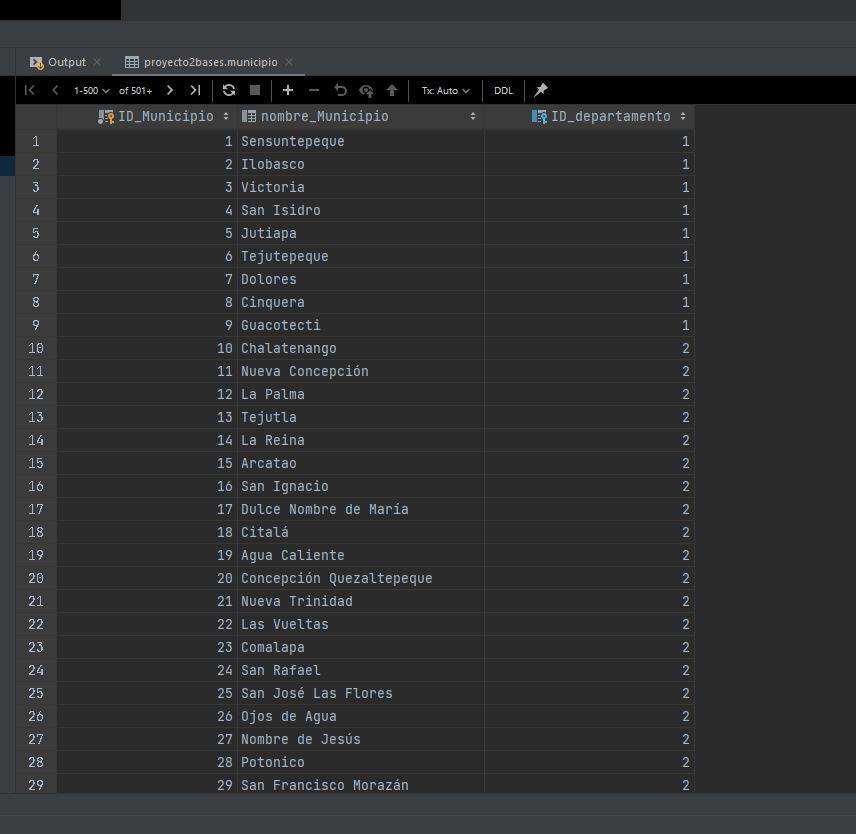 Output proyecto2bases.municipio
1-500 of 501+ Tx: Auto DDL
ID_Municipio nombre_Municipio ID_departamento
1 1 Sensuntepeque 1
2 2 Ilobasco 1
3 3 Victoria 1
4 4 San Isidro 1
5 5 Jutiapa 1
6 6 Tejutepeque 1
7 7 Dolores 1
8 8 Cinquera 1
9 9 Guacotecti 1
10 10 Chalatenango 2
11 11 Nueva Concepción 2
12 12 La Palma 2
13 13 Tejutla 2
14 14 La Reina 2
15 15 Arcatao 2
16 16 San Ignacio 2
17 17 Dulce Nombre de María 2
18 18 Citalá 2
19 19 Agua Caliente 2
20 20 Concepción Quezaltepeque 2
21 21 Nueva Trinidad 2
22 22 Las Vueltas 2
23 23 Comalapa 2
24 24 San Rafael 2
25 25 San José Las Flores 2
26 26 Ojos de Agua 2
27 27 Nombre de Jesús 2
28 28 Potonico 2
29 29 San Francisco Morazán 2